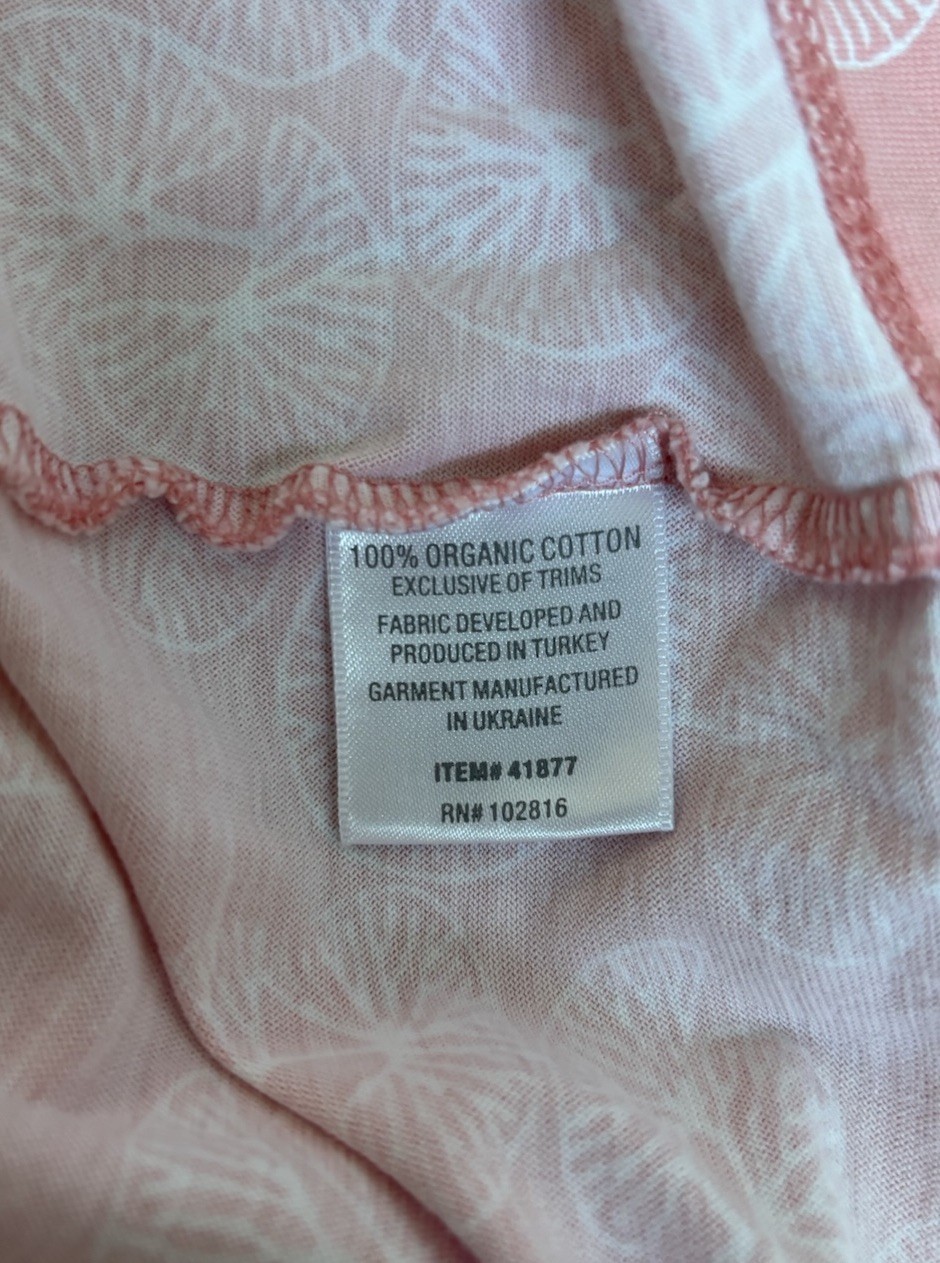 100% ORGANIC COTTON
EXCLUSIVE OF TRIMS
FABRIC DEVELOPED AND
PRODUCED IN TURKEY
GARMENT MANUFACTURED
IN UKRAINE
ITEM# 41877
RN# 102816